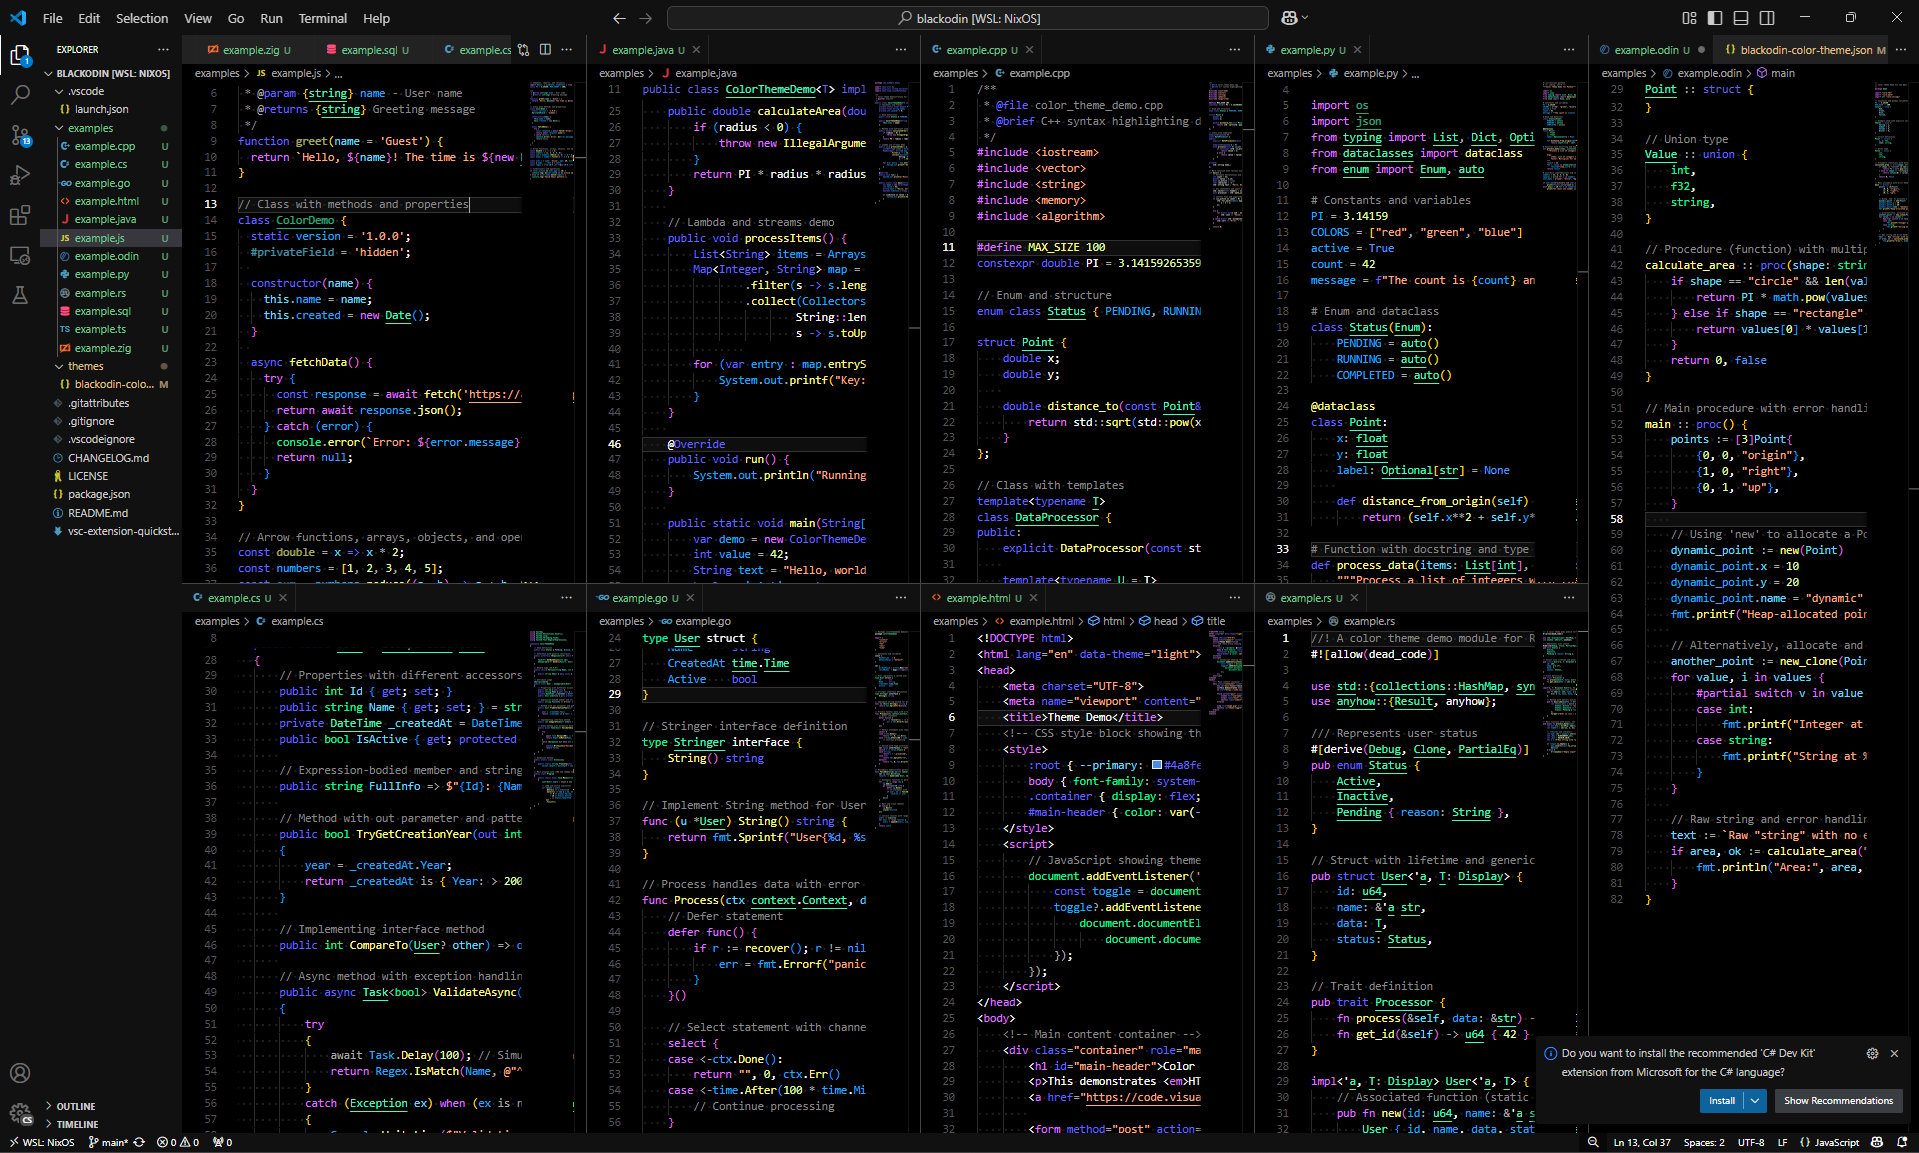 File Edit Selection View Go Run Terminal Help
blackodin [WSL: NixOS]
EXPLORER
BLACKODIN [WSL: NIXOS]
.vscode
launch.json
examples
example.cpp U
example.cs U
example.go U
example.html U
example.java U
example.js U
example.odin U
example.py U
example.rs U
example.sql U
example.ts U
example.zig U
themes
blackodin-colo... M
.gitattributes
.gitignore
.vscodeignore
CHANGELOG.md
LICENSE
package.json
README.md
vsc-extension-quickst...
OUTLINE
TIMELINE
example.zig U example.sql U example.cs
examples > JS example.js > ...
6 * @param {string} name - User name
7 * @returns {string} Greeting message
8 */
9 function greet(name = 'Guest') {
10 return `Hello, ${name}! The time is ${new
11 }
12
13 // Class with methods and properties
14 class ColorDemo {
15 static version = '1.0.0';
16 #privateField = 'hidden';
17
18 constructor(name) {
19 this.name = name;
20 this.created = new Date();
21 }
22
23 async fetchData() {
24 try {
25 const response = await fetch('https://
26 return await response.json();
27 } catch (error) {
28 console.error(`Error: ${error.message}
29 return null;
30 }
31 }
32 }
33
34 // Arrow functions, arrays, objects, and ope
35 const double = x => x * 2;
36 const numbers = [1, 2, 3, 4, 5];
example.java U
examples > J example.java
11 public class ColorThemeDemo<T> impl
25 public double calculateArea(dou
26 if (radius < 0) {
27 throw new IllegalArgume
28 }
29 return PI * radius * radius
30 }
31
32 // Lambda and streams demo
33 public void processItems() {
34 List<String> items = Arrays
35 Map<Integer, String> map =
36 .filter(s -> s.leng
37 .collect(Collectors
38 String::len
39 s -> s.toUp
40
41 for (var entry : map.entryS
42 System.out.printf("Key:
43 }
44 }
45
46 @Override
47 public void run() {
48 System.out.println("Running
49 }
50
51 public static void main(String[
52 var demo = new ColorThemeDe
53 int value = 42;
54 String text = "Hello, world
example.cpp U
examples > example.cpp
1 /**
2 * @file color_theme_demo.cpp
3 * @brief C++ syntax highlighting d
4 */
5 #include <iostream>
6 #include <vector>
7 #include <string>
8 #include <memory>
9 #include <algorithm>
10
11 #define MAX_SIZE 100
12 constexpr double PI = 3.14159265359
13
14 // Enum and structure
15 enum class Status { PENDING, RUNNIN
16
17 struct Point {
18 double x;
19 double y;
20
21 double distance_to(const Point&
22 return std::sqrt(std::pow(x
23 }
24 };
25
26 // Class with templates
27 template<typename T>
28 class DataProcessor {
29 public:
30 explicit DataProcessor(const st
31
32 template<typename U = T>
example.py U
examples > example.py > ...
4
5 import os
6 import json
7 from typing import List, Dict, Opti
8 from dataclasses import dataclass
9 from enum import Enum, auto
10
11 # Constants and variables
12 PI = 3.14159
13 COLORS = ["red", "green", "blue"]
14 active = True
15 count = 42
16 message = f"The count is {count} an
17
18 # Enum and dataclass
19 class Status(Enum):
20 PENDING = auto()
21 RUNNING = auto()
22 COMPLETED = auto()
23
24 @dataclass
25 class Point:
26 x: float
27 y: float
28 label: Optional[str] = None
29
30 def distance_from_origin(self)
31 return (self.x**2 + self.y*
32
33 # Function with docstring and type
34 def process_data(items: List[int],
35 """Process a list of integers w
example.odin U blackodin-color-theme.json M
examples > example.odin > main
29 Point :: struct {
33 }
34 // Union type
35 Value :: union {
36 int,
37 f32,
38 string,
39 }
40
41 // Procedure (function) with multip
42 calculate_area :: proc(shape: strin
43 if shape == "circle" && len(val
44 return PI * math.pow(values
45 } else if shape == "rectangle"
46 return values[0] * values[1
47 }
48 return 0, false
49 }
50
51 // Main procedure with error handli
52 main :: proc() {
53 points := [3]Point{
54 {0, 0, "origin"},
55 {1, 0, "right"},
56 {0, 1, "up"},
57 }
58
59 // Using 'new' to allocate a Po
60 dynamic_point := new(Point)
61 dynamic_point.x = 10
62 dynamic_point.y = 20
63 dynamic_point.name = "dynamic"
64 fmt.printf("Heap-allocated poin
65
66 // Alternatively, allocate and
67 another_point := new_clone(Poin
68 for value, i in values {
69 #partial switch v in value
70 case int:
71 fmt.printf("Integer at
72 case string:
73 fmt.printf("String at %
74 }
75 }
76
77 // Raw string and error handlin
78 text := `Raw "string" with no e
79 if area, ok := calculate_area("
80 fmt.println("Area:", area,
81 }
82 }
example.cs U
examples > example.cs
8
28 {
29 // Properties with different accessors
30 public int Id { get; set; }
31 public string Name { get; set; } = str
32 private DateTime _createdAt = DateTime
33 public bool IsActive { get; protected
34
35 // Expression-bodied member and string
36 public string FullInfo => $"{Id}: {Nam
37
38 // Method with out parameter and patte
39 public bool TryGetCreationYear(out int
40 {
41 year = _createdAt.Year;
42 return _createdAt is { Year: > 200
43 }
44
45 // Implementing interface method
46 public int CompareTo(User? other) => o
47
48 // Async method with exception handlin
49 public async Task<bool> ValidateAsync(
50 {
51 try
52 {
53 await Task.Delay(100); // Simu
54 return Regex.IsMatch(Name, @"^
55 }
56 catch (Exception ex) when (ex is n
57 {
example.go U
examples > example.go
24 type User struct {
27 CreatedAt time.Time
28 Active bool
29 }
30
31 // Stringer interface definition
32 type Stringer interface {
33 String() string
34 }
35
36 // Implement String method for User
37 func (u *User) String() string {
38 return fmt.Sprintf("User{%d, %s
39 }
40
41 // Process handles data with error
42 func Process(ctx context.Context, d
43 // Defer statement
44 defer func() {
45 if r := recover(); r != nil
46 err = fmt.Errorf("panic
47 }
48 }()
49
50 // Select statement with channe
51 select {
52 case <-ctx.Done():
53 return "", 0, ctx.Err()
54 case <-time.After(100 * time.Mi
55 // Continue processing
56 }
example.html U
examples > example.html > html > head > title
1 <!DOCTYPE html>
2 <html lang="en" data-theme="light">
3 <head>
4 <meta charset="UTF-8">
5 <meta name="viewport" content="
6 <title>Theme Demo</title>
7 <!-- CSS style block showing th
8 <style>
9 :root { --primary: #4a8fe
10 body { font-family: system-
11 .container { display: flex;
12 #main-header { color: var(-
13 </style>
14 <script>
15 // JavaScript showing theme
16 document.addEventListener('
17 const toggle = document
18 toggle?.addEventListene
19 document.documentEl
20 document.docume
21 });
22 });
23 </script>
24 </head>
25 <body>
26 <!-- Main content container -->
27 <div class="container" role="ma
28 <h1 id="main-header">Color
29 <p>This demonstrates <em>HT
30 <a href="https://code.visua
31
32 <form method="post" action=
example.rs U
examples > example.rs
1 //! A color theme demo module for R
2 #![allow(dead_code)]
3
4 use std::{collections::HashMap, syn
5 use anyhow::{Result, anyhow};
6
7 /// Represents user status
8 #[derive(Debug, Clone, PartialEq)]
9 pub enum Status {
10 Active,
11 Inactive,
12 Pending { reason: String },
13 }
14
15 // Struct with lifetime and generic
16 pub struct User<'a, T: Display> {
17 id: u64,
18 name: &'a str,
19 data: T,
20 status: Status,
21 }
22
23 // Trait definition
24 pub trait Processor {
25 fn process(&self, data: &str) -
26 fn get_id(&self) -> u64 { 42 }
27 }
28
29 impl<'a, T: Display> User<'a, T> {
30 // Associated function (static
31 pub fn new(id: u64, name: &'a s
32 User { id, name, data, stat
Do you want to install the recommended 'C# Dev Kit'
extension from Microsoft for the C# language?
Install Show Recommendations
WSL: NixOS main* 0 0 0 Ln 13, Col 37 Spaces: 2 UTF-8 LF {} JavaScript